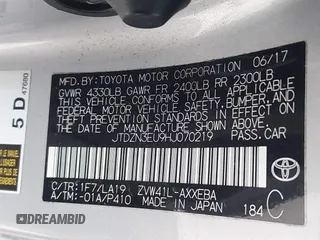 MFD. BY: TOYOTA MOTOR CORPORATION 06/17
GVWR 4330LB GAWR FR 2400LB RR 2300LB
THIS VEHICLE CONFORMS TO ALL APPLICABLE
FEDERAL MOTOR VEHICLE SAFETY, BUMPER, AND
THEFT PREVENTION STANDARDS IN EFFECT ON THE DATE OF
MANUFACTURE SHOWN ABOVE.
JTDZN3EU9HJ070219 PASS.CAR
C/TR: 1F7/LA19 ZVW41L-AXXEBA
A/TM: -01A/P410 MADE IN JAPAN 184 C
TOYOTA
5 D 47680
DREAMBID